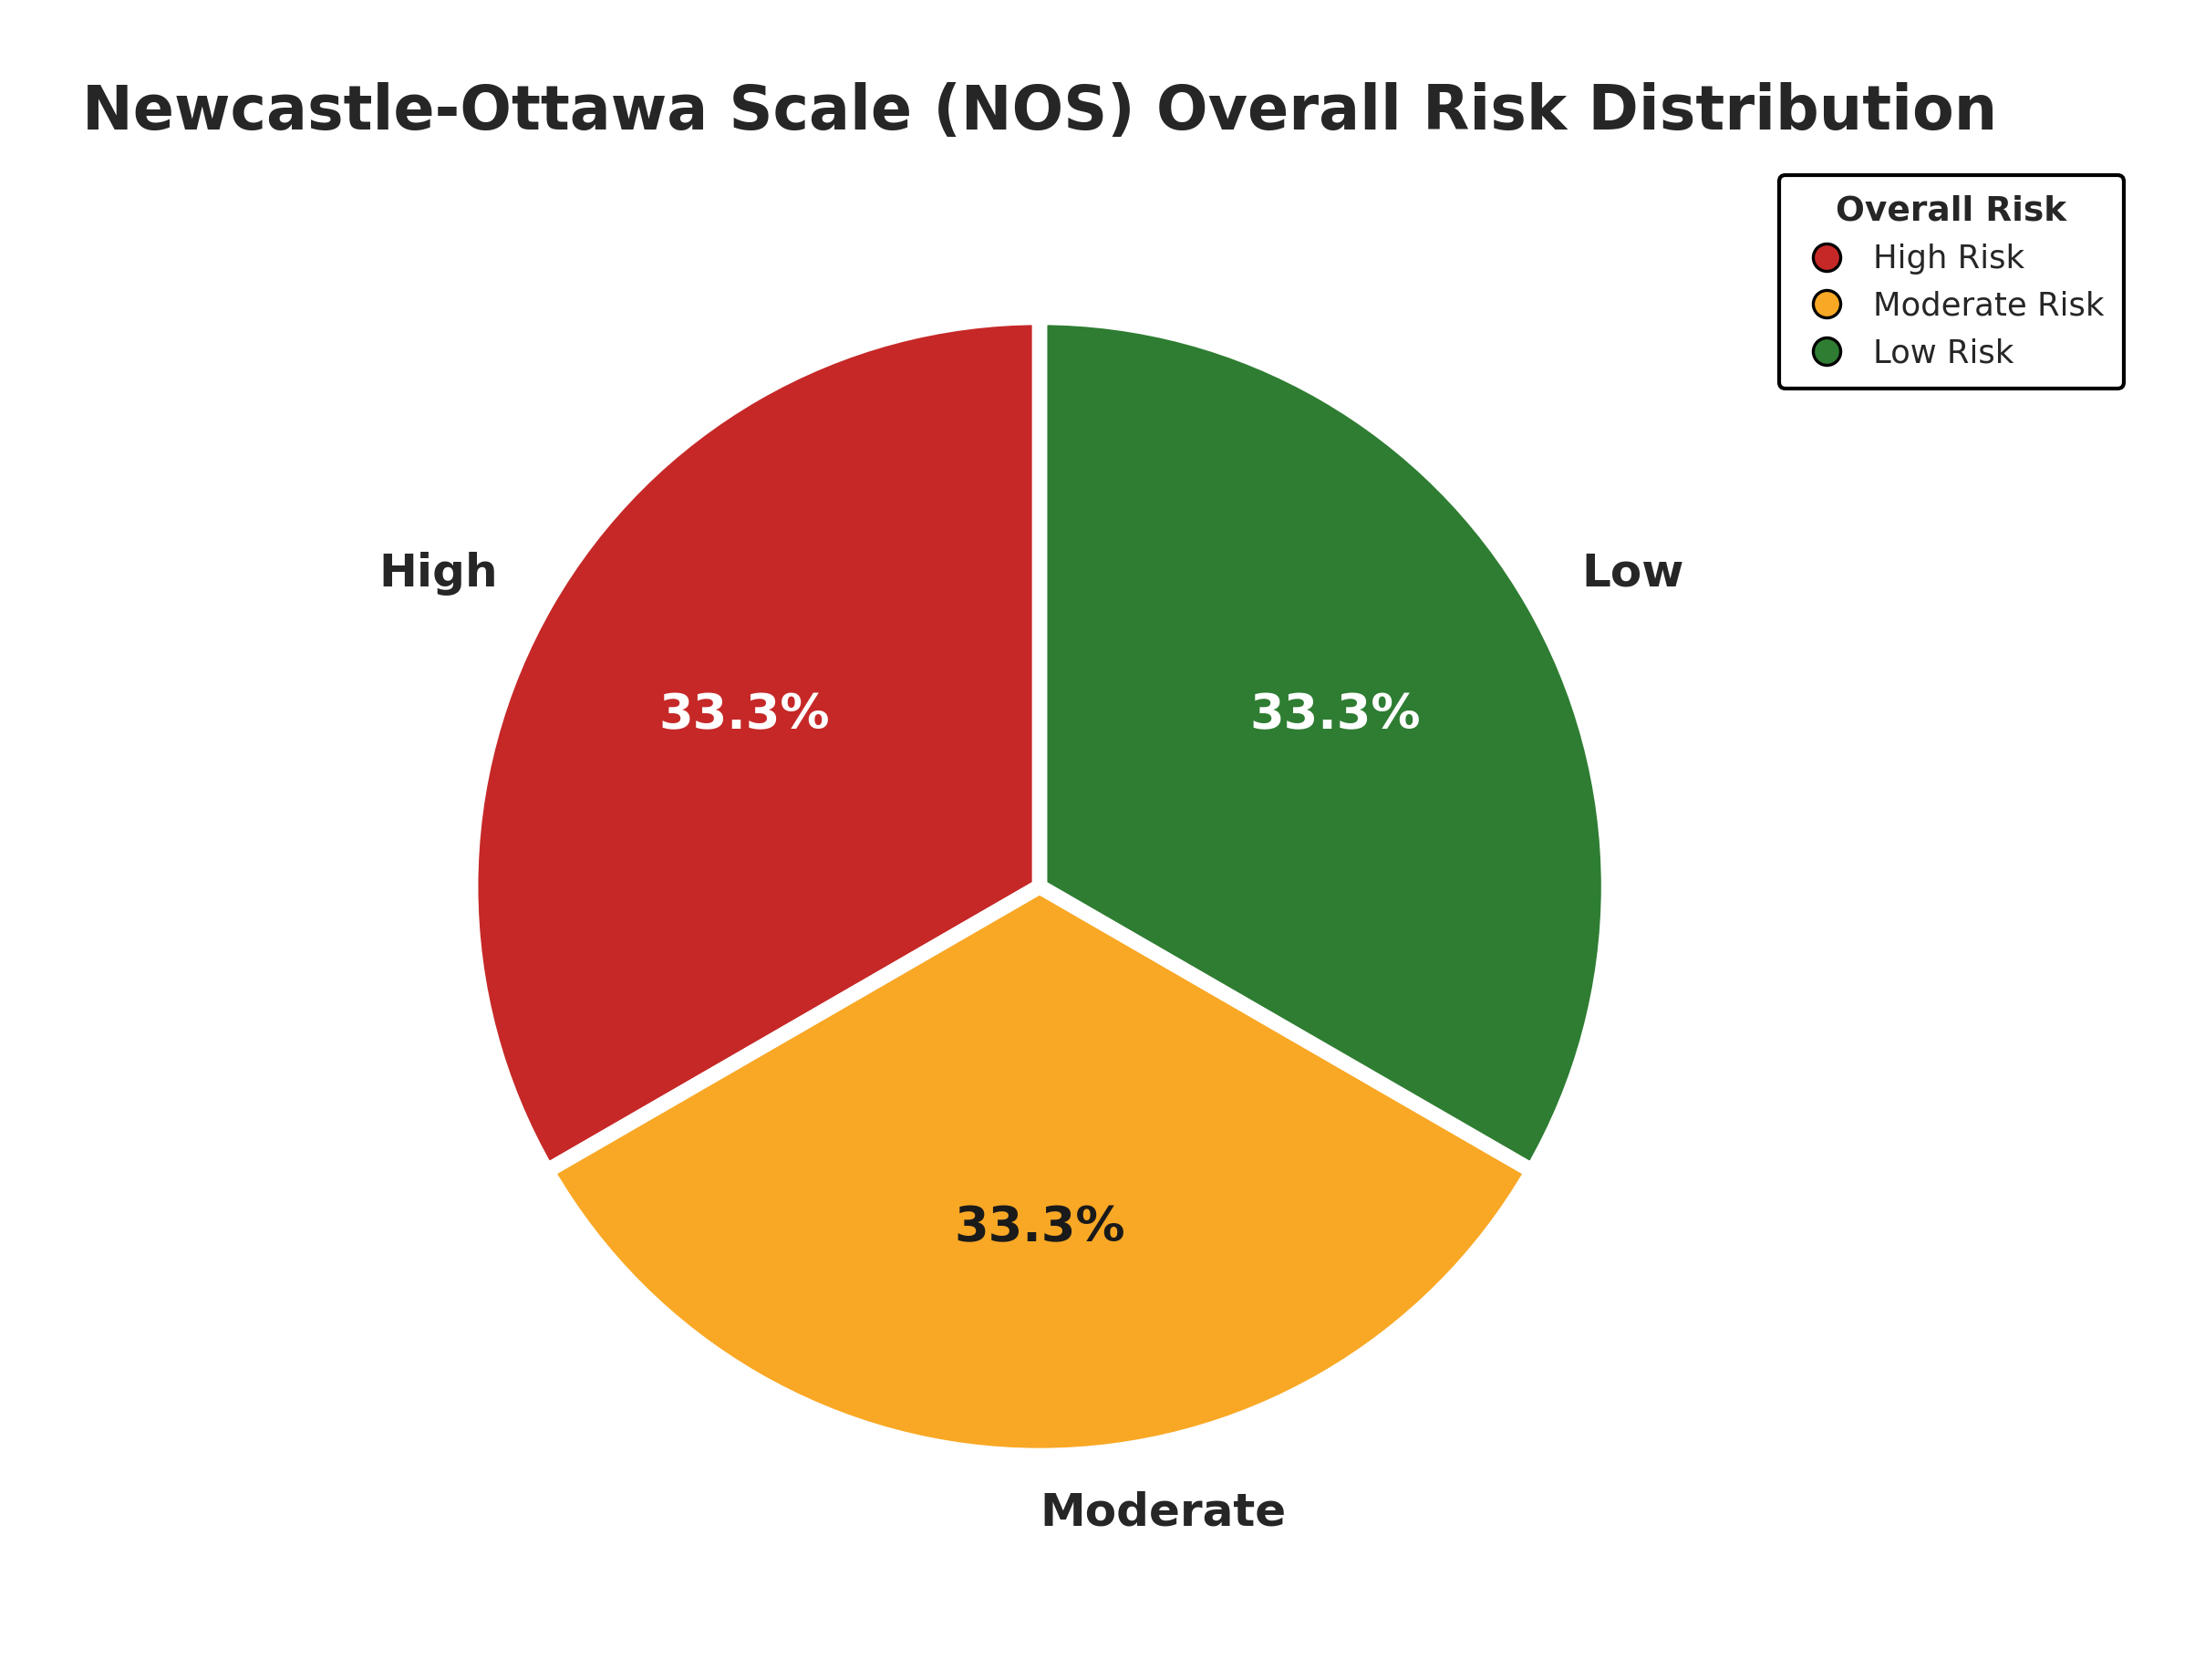 Newcastle-Ottawa Scale (NOS) Overall Risk Distribution
Overall Risk
High Risk
Moderate Risk
Low Risk
High
Low
33.3%
33.3%
33.3%
Moderate